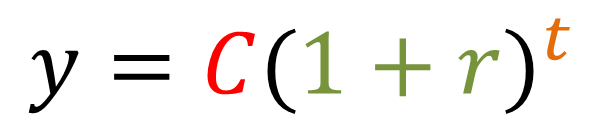 y = C(1 + r)^t